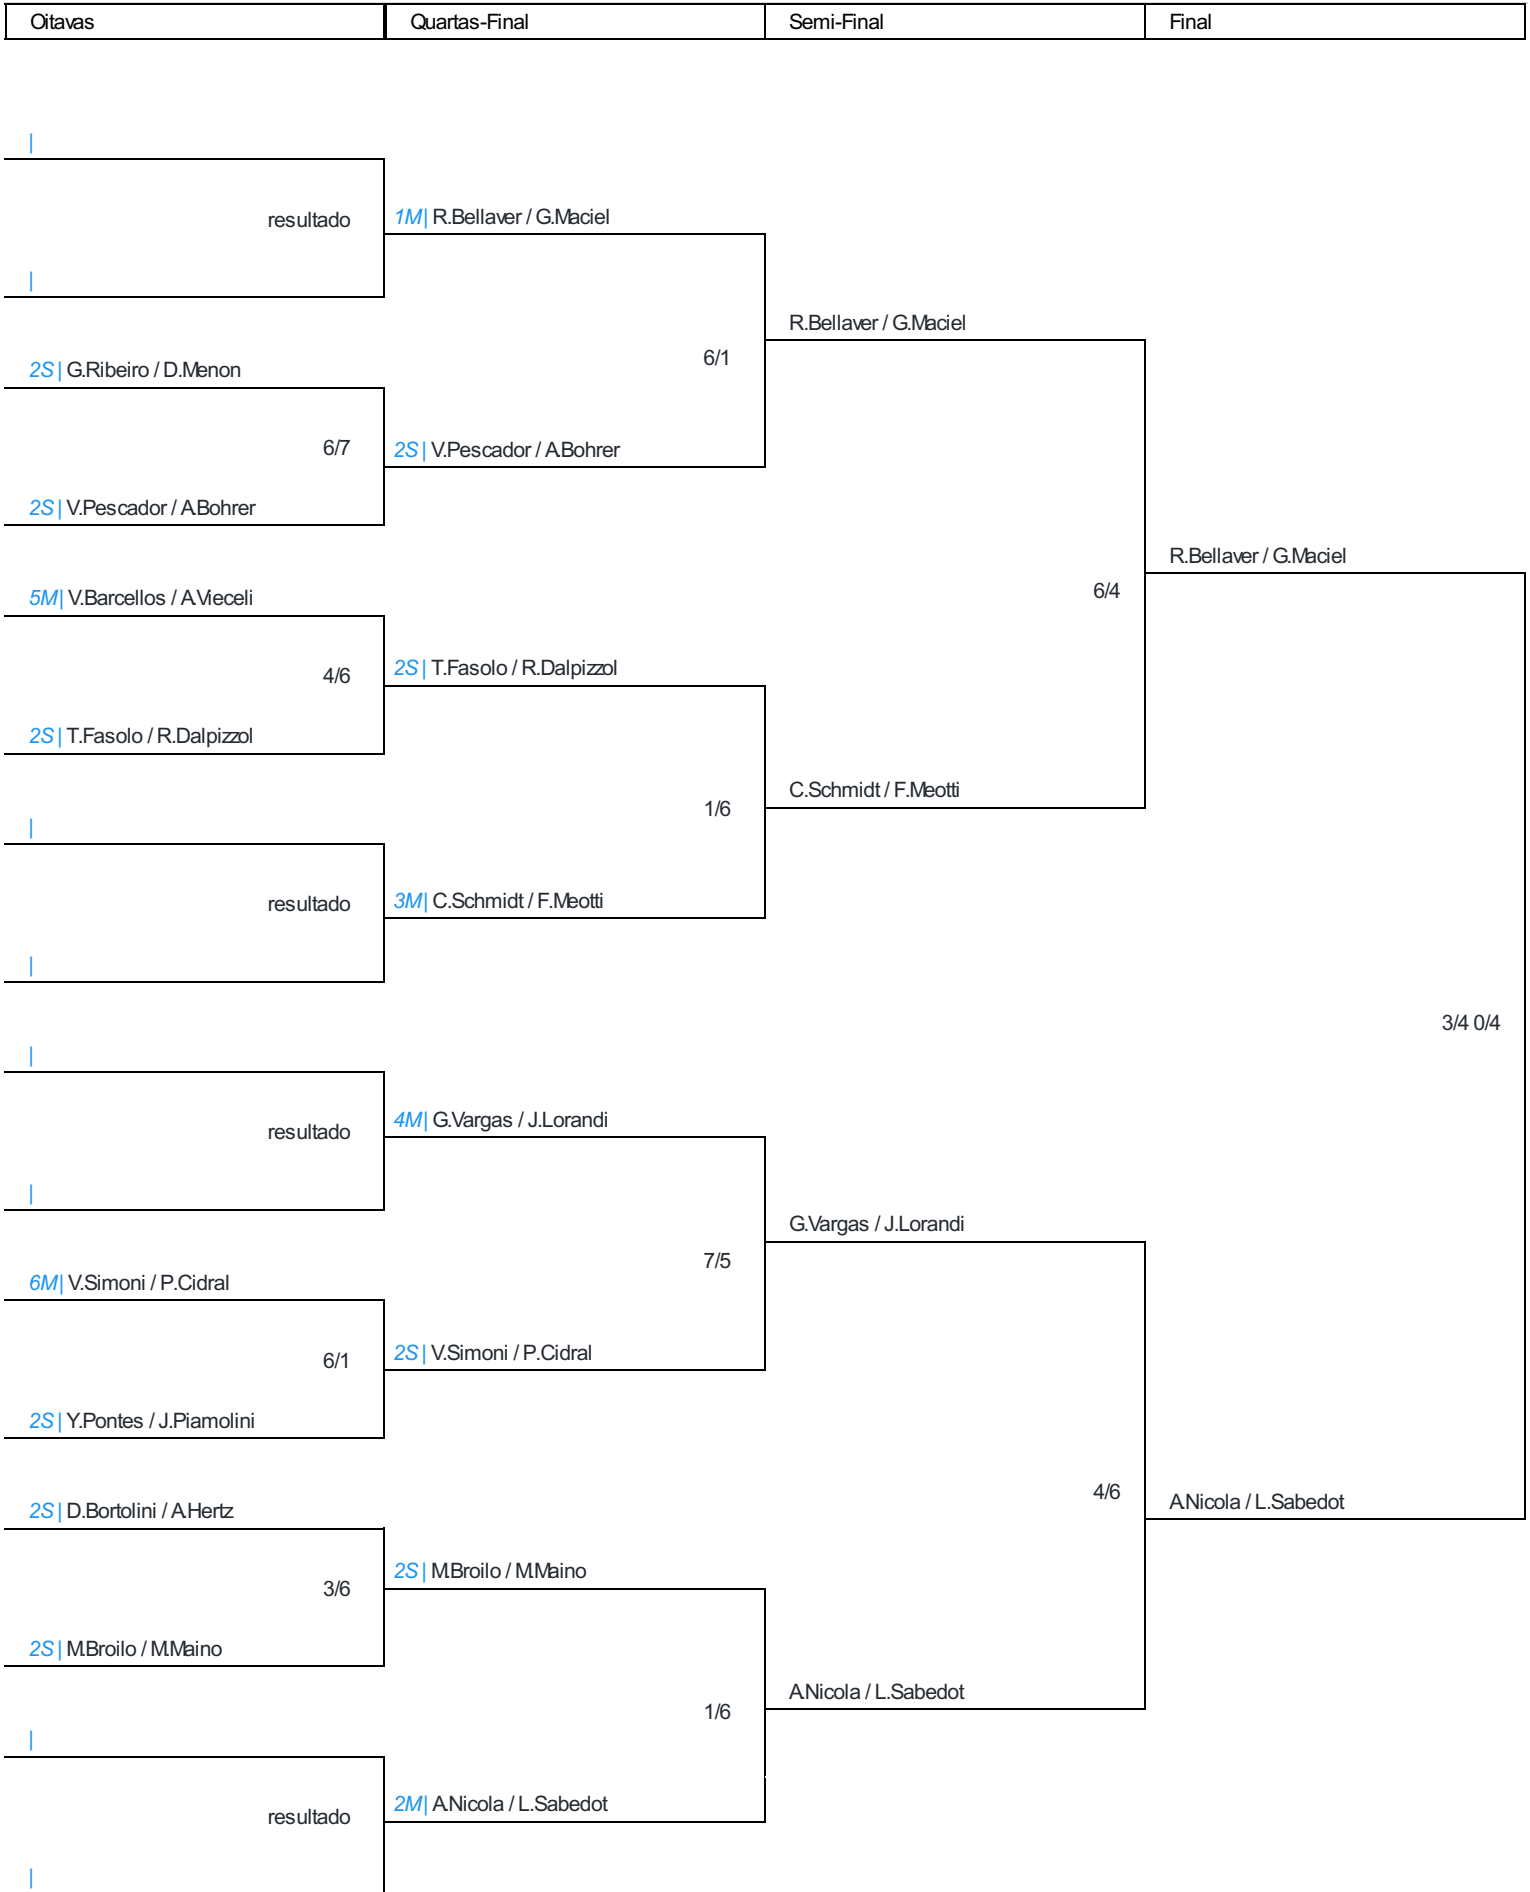 Oitavas Quartas-Final Semi-Final Final
|
resultado 1M| R.Bellaver / G.Maciel
|
R.Bellaver / G.Maciel
6/1
2S | G.Ribeiro / D.Menon
6/7 2S | V.Pescador / A.Bohrer
2S | V.Pescador / A.Bohrer
R.Bellaver / G.Maciel
6/4
5M| V.Barcellos / A.Vieceli
4/6 2S | T.Fasolo / R.Dalpizzol
2S | T.Fasolo / R.Dalpizzol
C.Schmidt / F.Meotti
1/6
|
resultado 3M| C.Schmidt / F.Meotti
|
3/4 0/4
|
resultado 4M| G.Vargas / J.Lorandi
|
G.Vargas / J.Lorandi
7/5
6M| V.Simoni / P.Cidral
6/1 2S | V.Simoni / P.Cidral
2S | Y.Pontes / J.Piamolini
4/6 A.Nicola / L.Sabedot
2S | D.Bortolini / A.Hertz
3/6 2S | M.Broilo / M.Maino
2S | M.Broilo / M.Maino
A.Nicola / L.Sabedot
1/6
|
resultado 2M| A.Nicola / L.Sabedot
|